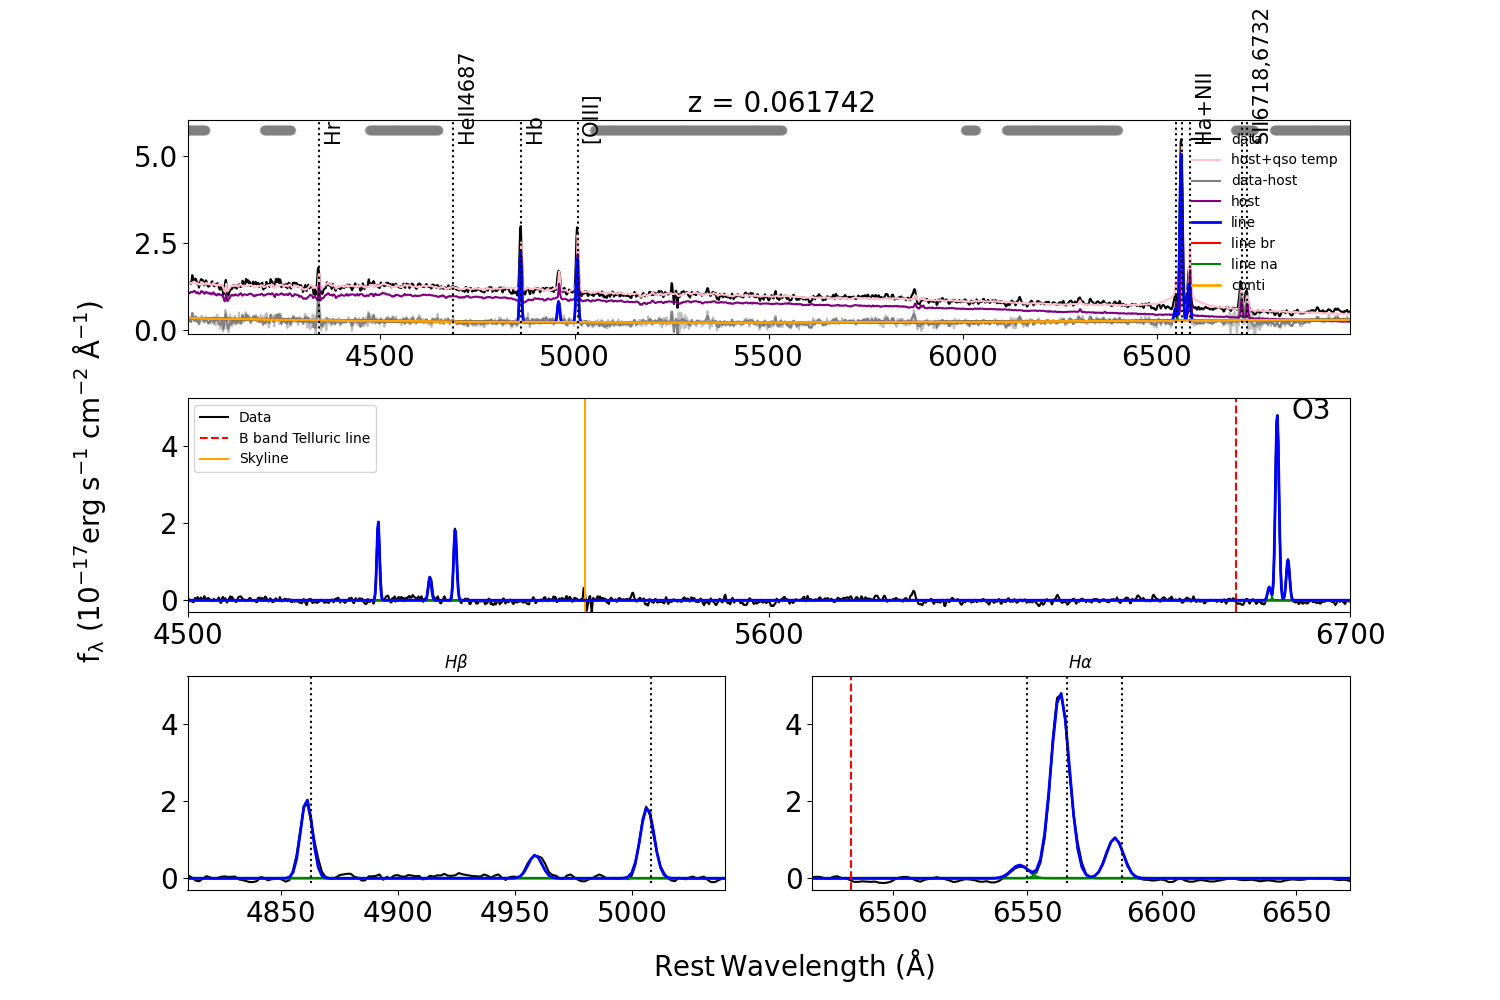 z = 0.061742
Hr
HeII4687
Hb
[OIII]
Ha+NII
SII6718,6732
data
host+qso temp
data-host
host
line
line br
line na
conti
5.0
2.5
0.0
4500
5000
5500
6000
6500
Data
B band Telluric line
Skyline
O3
4
2
0
4500
5600
6700
fλ (10⁻¹⁷erg s⁻¹ cm⁻² Å⁻¹)
Hβ
4
2
0
4850
4900
4950
5000
Hα
4
2
0
6500
6550
6600
6650
Rest Wavelength (Å)